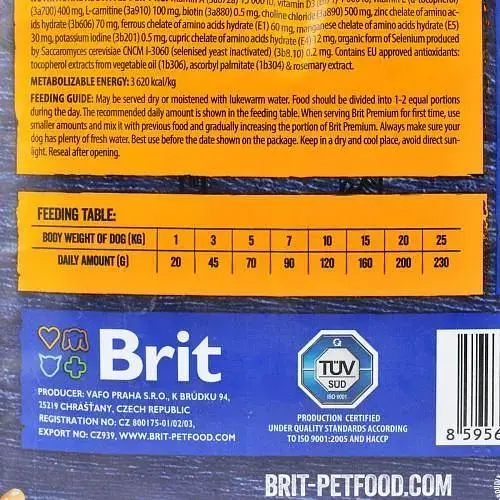 (3a700) 400 mg, L-carnitine (3a910) 100 mg, biotin (3a880) 0.5 mg, choline chloride (3a890) 500 mg, zinc chelate of amino ac-
ids hydrate (3b606) 70 mg, ferrous chelate of amino acids hydrate (E1) 60 mg, manganese chelate of amino acids hydrate (E5)
30 mg, potassium iodine (3b201) 0.5 mg, cupric chelate of amino acids hydrate (E4) 12 mg, organic form of Selenium produced
by Saccaromyces cerevisiae CNCM I-3060 (selenised yeast inactivated) (3b8.10) 0.2 mg. Contains EU approved antioxidants:
tocopherol extracts from vegetable oil (1b306), ascorbyl palmitate (1b304) & rosemary extract.
METABOLIZABLE ENERGY: 3 620 kcal/kg
FEEDING GUIDE: May be served dry or moistened with lukewarm water. Food should be divided into 1-2 equal portions
during the day. The recommended daily amount is shown in the feeding table. When serving Brit Premium for first time, use
smaller amounts and mix it with previous food and gradually increasing the portion of Brit Premium. Always make sure your
dog has plenty of fresh water. Best use before the date shown on the package. Keep in a dry and cool place, avoid direct sun-
light. Reseal after opening.
FEEDING TABLE:
BODY WEIGHT OF DOG (KG) 1 3 5 7 10 15 20 25
DAILY AMOUNT (G) 20 45 70 90 120 160 200 230
Brit
PRODUCER: VAFO PRAHA S.R.O., K BRŮDKU 94,
25219 CHRÁŠŤANY, CZECH REPUBLIC
REGISTRATION NO: CZ 800175-01/02/03,
EXPORT NO: CZ939, WWW.BRIT-PETFOOD.COM
TÜV
SUD
ISO 9001
PRODUCTION CERTIFIED
UNDER QUALITY STANDARDS ACCORDING
TO ISO 9001:2005 AND HACCP
8 5956
BRIT-PETFOOD.COM